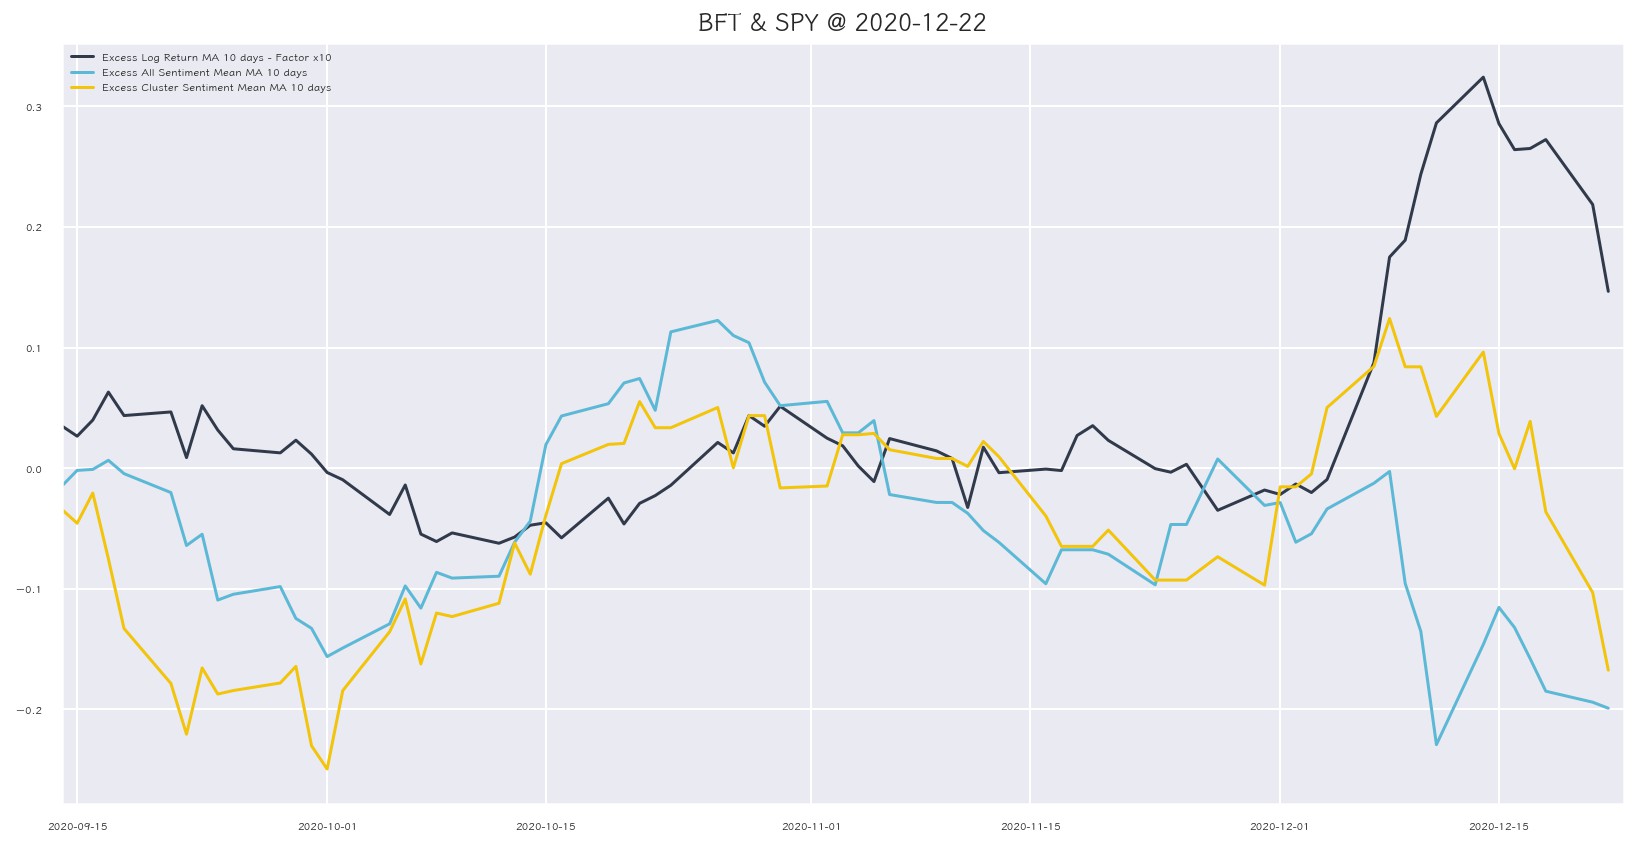 BFT & SPY @ 2020-12-22
Excess Log Return MA 10 days - Factor x10
Excess All Sentiment Mean MA 10 days
Excess Cluster Sentiment Mean MA 10 days
0.3
0.2
0.1
0.0
−0.1
−0.2
2020-09-15 2020-10-01 2020-10-15 2020-11-01 2020-11-15 2020-12-01 2020-12-15